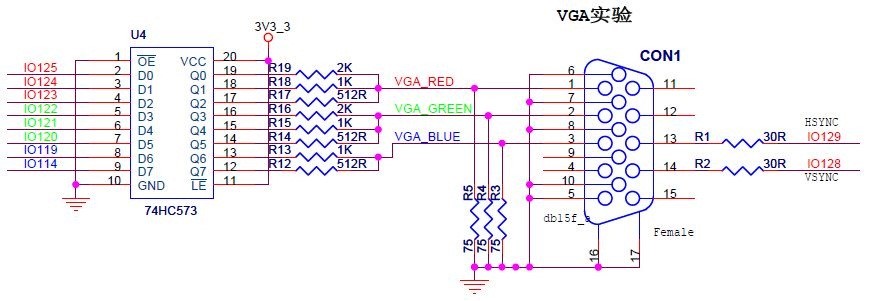 VGA实验
3V3_3
U4
CON1
1 OE VCC 20
IO125 2 D0 Q0 19 R19 2K
IO124 3 D1 Q1 18 R18 1K VGA_RED
IO123 4 D2 Q2 17 R17 512R
IO122 5 D3 Q3 16 R16 2K VGA_GREEN
IO121 6 D4 Q4 15 R15 1K
IO120 7 D5 Q5 14 R14 512R VGA_BLUE
IO119 8 D6 Q6 13 R13 1K
IO114 9 D7 Q7 12 R12 512R
10 GND LE 11
74HC573
R5 R4 R3
75 75 75
6
1 11
7
2 12
8 HSYNC
3 13 R1 30R IO129
9
4 14 R2 30R IO128
10 VSYNC
5 15
db15f_s
Female
16 17